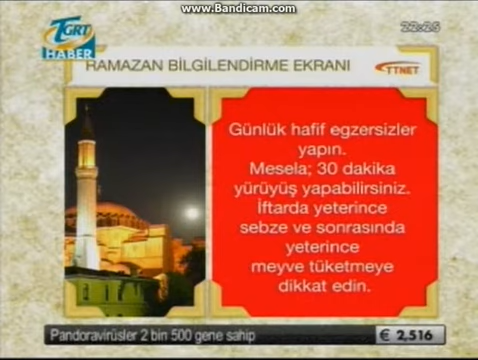 www.Bandicam.com
22:25
TGRT
HABER
RAMAZAN BİLGİLENDİRME EKRANI
TTNET
Günlük hafif egzersizler
yapın.
Mesela; 30 dakika
yürüyüş yapabilirsiniz.
İftarda yeterince
sebze ve sonrasında
yeterince
meyve tüketmeye
dikkat edin.
Pandoravirüsler 2 bin 500 gene sahip
€ 2,516